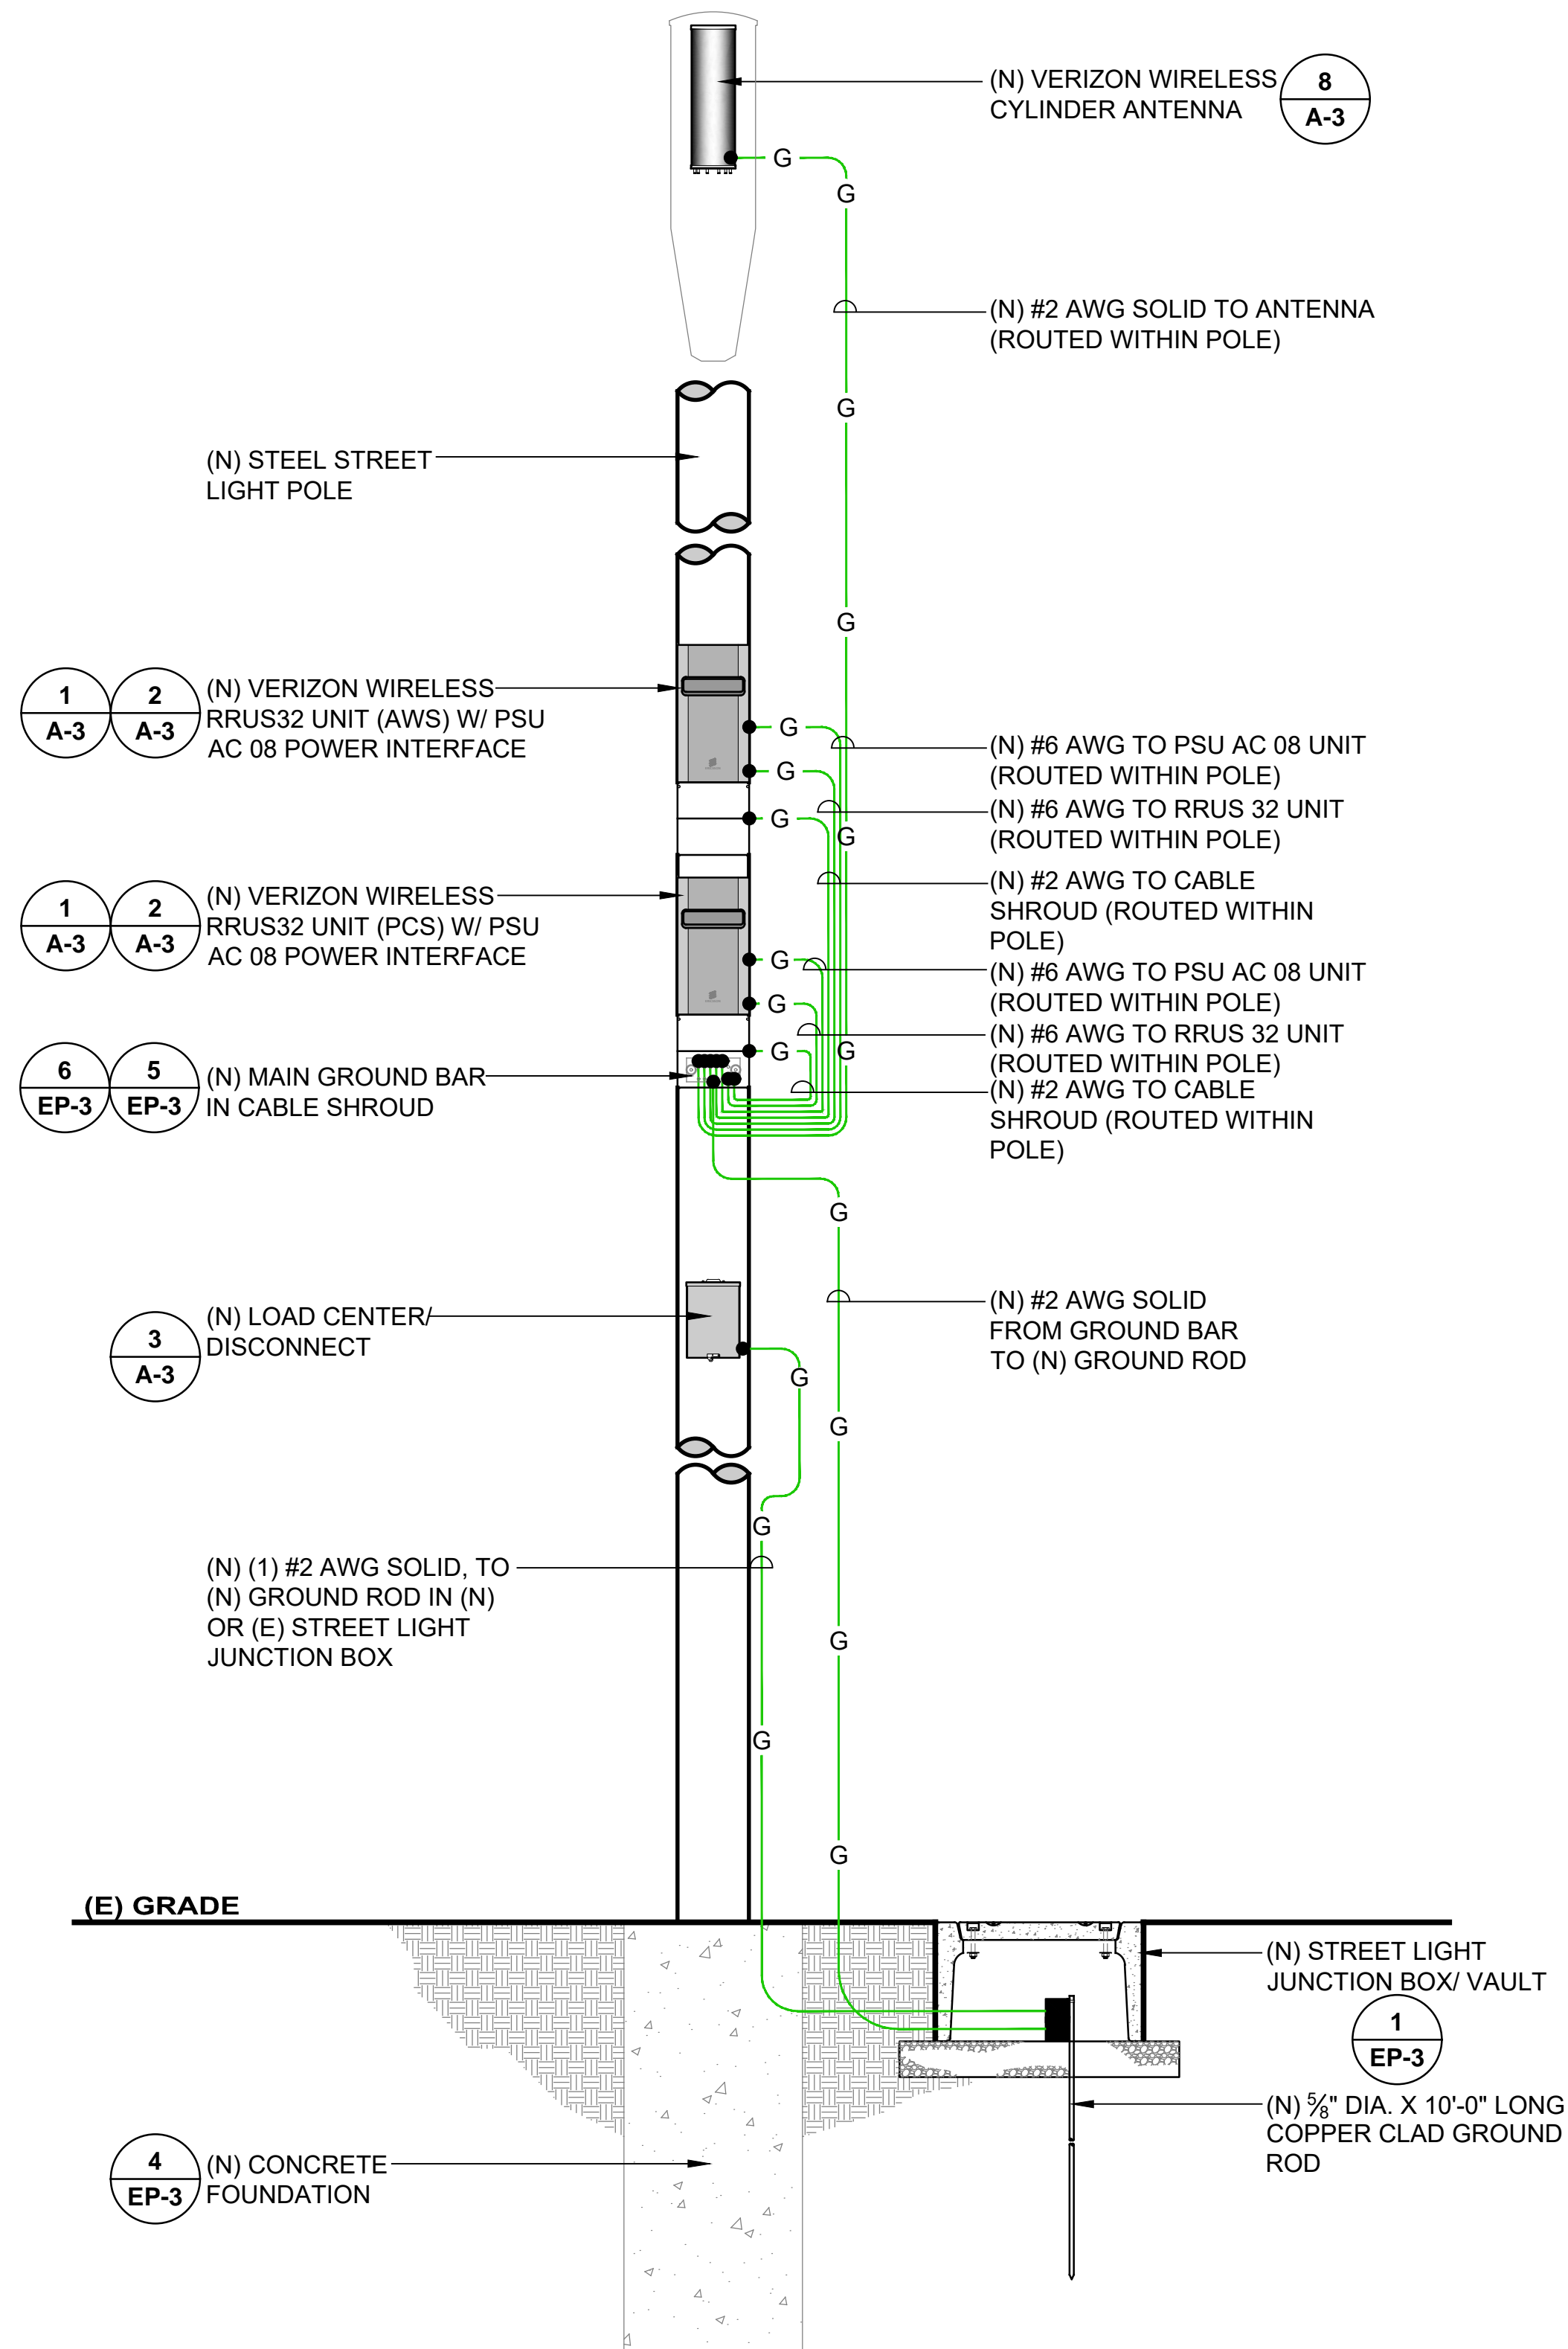 (N) VERIZON WIRELESS
CYLINDER ANTENNA
8
A-3
G
G
(N) #2 AWG SOLID TO ANTENNA
(ROUTED WITHIN POLE)
G
(N) STEEL STREET
LIGHT POLE
G
1
A-3
2
A-3
(N) VERIZON WIRELESS
RRUS32 UNIT (AWS) W/ PSU
AC 08 POWER INTERFACE
G
(N) #6 AWG TO PSU AC 08 UNIT
(ROUTED WITHIN POLE)
G
(N) #6 AWG TO RRUS 32 UNIT
(ROUTED WITHIN POLE)
G
G
(N) #2 AWG TO CABLE
SHROUD (ROUTED WITHIN
POLE)
1
A-3
2
A-3
(N) VERIZON WIRELESS
RRUS32 UNIT (PCS) W/ PSU
AC 08 POWER INTERFACE
G
(N) #6 AWG TO PSU AC 08 UNIT
(ROUTED WITHIN POLE)
G
(N) #6 AWG TO RRUS 32 UNIT
(ROUTED WITHIN POLE)
G
G
(N) #2 AWG TO CABLE
SHROUD (ROUTED WITHIN
POLE)
6
EP-3
5
EP-3
(N) MAIN GROUND BAR
IN CABLE SHROUD
G
(N) #2 AWG SOLID
FROM GROUND BAR
TO (N) GROUND ROD
3
A-3
(N) LOAD CENTER/
DISCONNECT
G
G
G
(N) (1) #2 AWG SOLID, TO
(N) GROUND ROD IN (N)
OR (E) STREET LIGHT
JUNCTION BOX
G
G
G
(E) GRADE
(N) STREET LIGHT
JUNCTION BOX/ VAULT
1
EP-3
(N) ⅝" DIA. X 10'-0" LONG
COPPER CLAD GROUND
ROD
4
EP-3
(N) CONCRETE
FOUNDATION